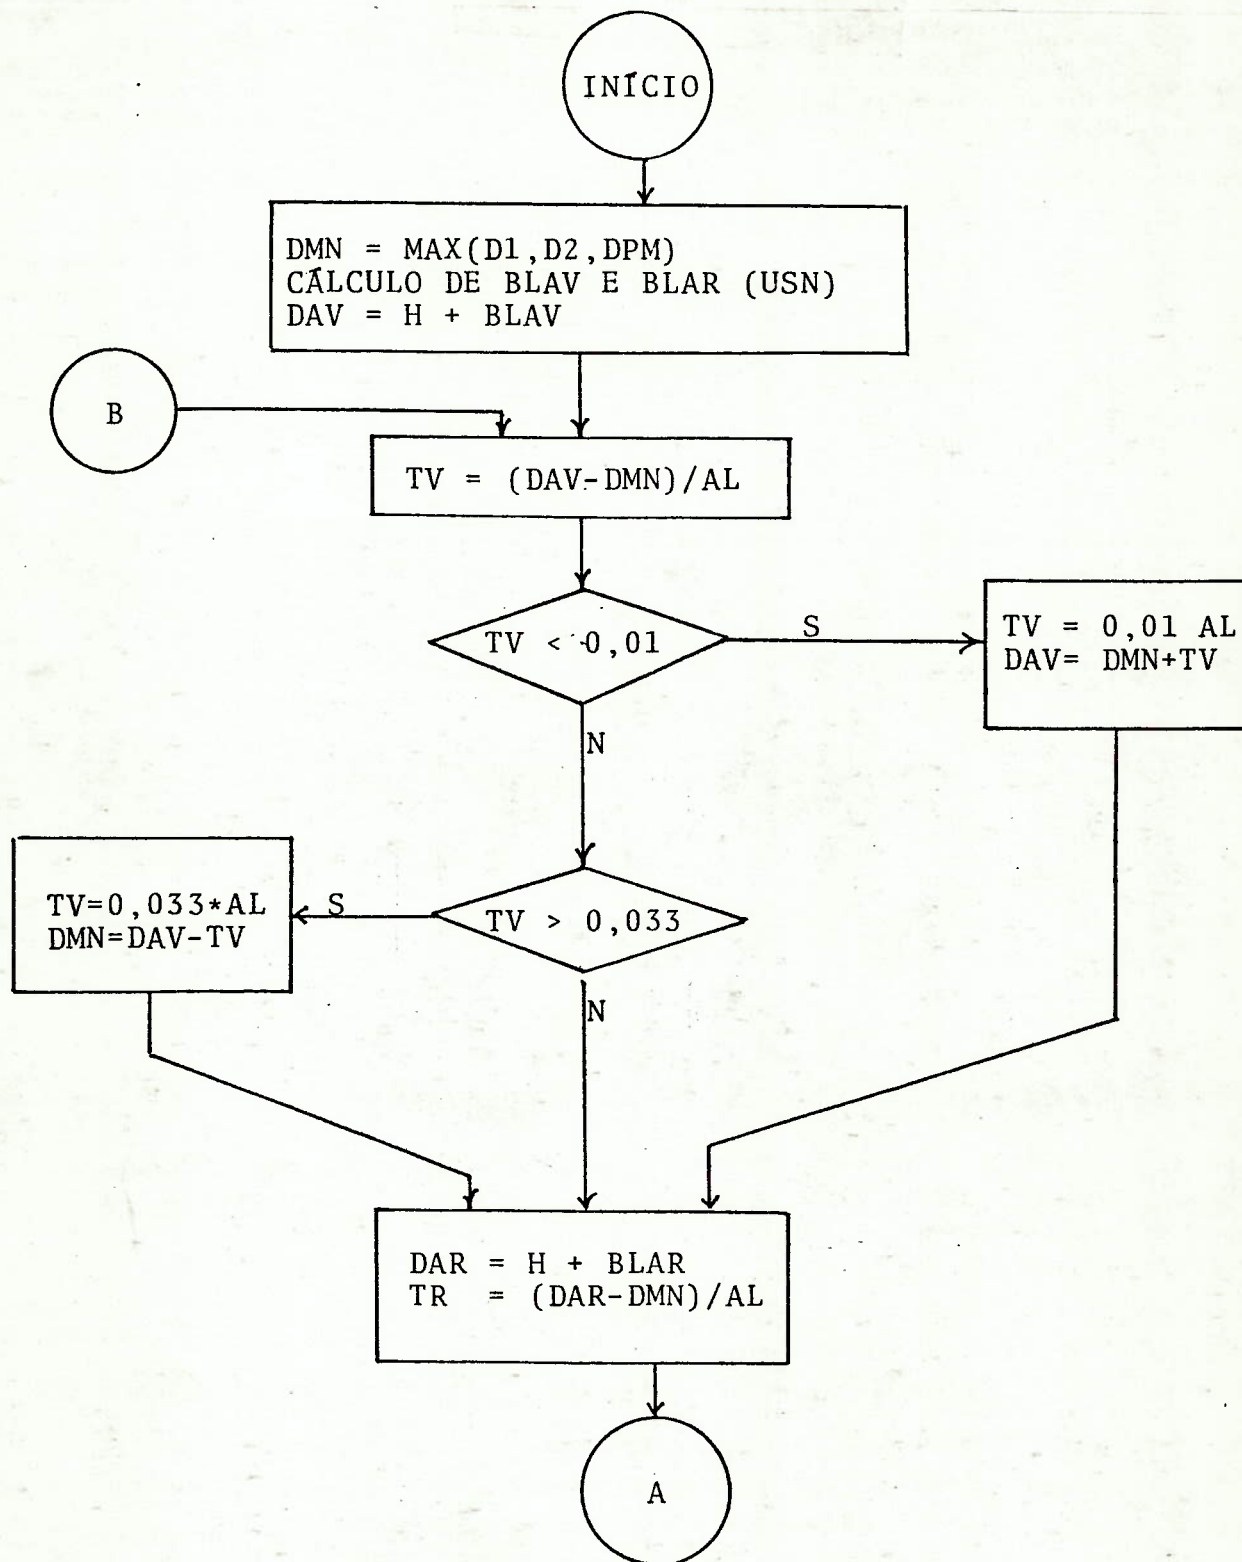 INÍCIO
DMN = MAX(D1,D2,DPM)
CÁLCULO DE BLAV E BLAR (USN)
DAV = H + BLAV
B
TV = (DAV-DMN)/AL
TV < 0,01
S
TV = 0,01 AL
DAV= DMN+TV
N
TV=0,033*AL
DMN=DAV-TV
S
TV > 0,033
N
DAR = H + BLAR
TR = (DAR-DMN)/AL
A